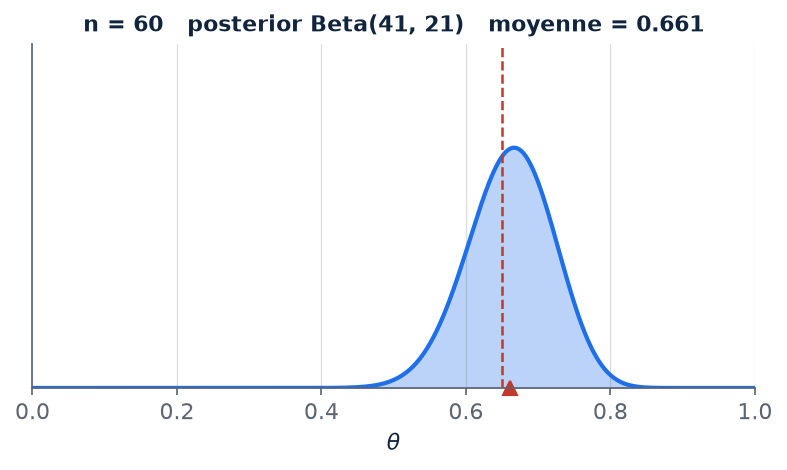 n = 60   posterior Beta(41, 21)   moyenne = 0.661
0.0 0.2 0.4 0.6 0.8 1.0
θ